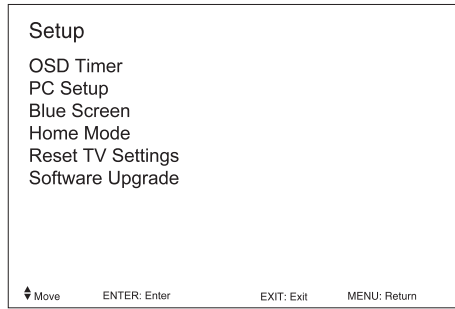 Setup
OSD Timer
PC Setup
Blue Screen
Home Mode
Reset TV Settings
Software Upgrade
Move ENTER: Enter EXIT: Exit MENU: Return